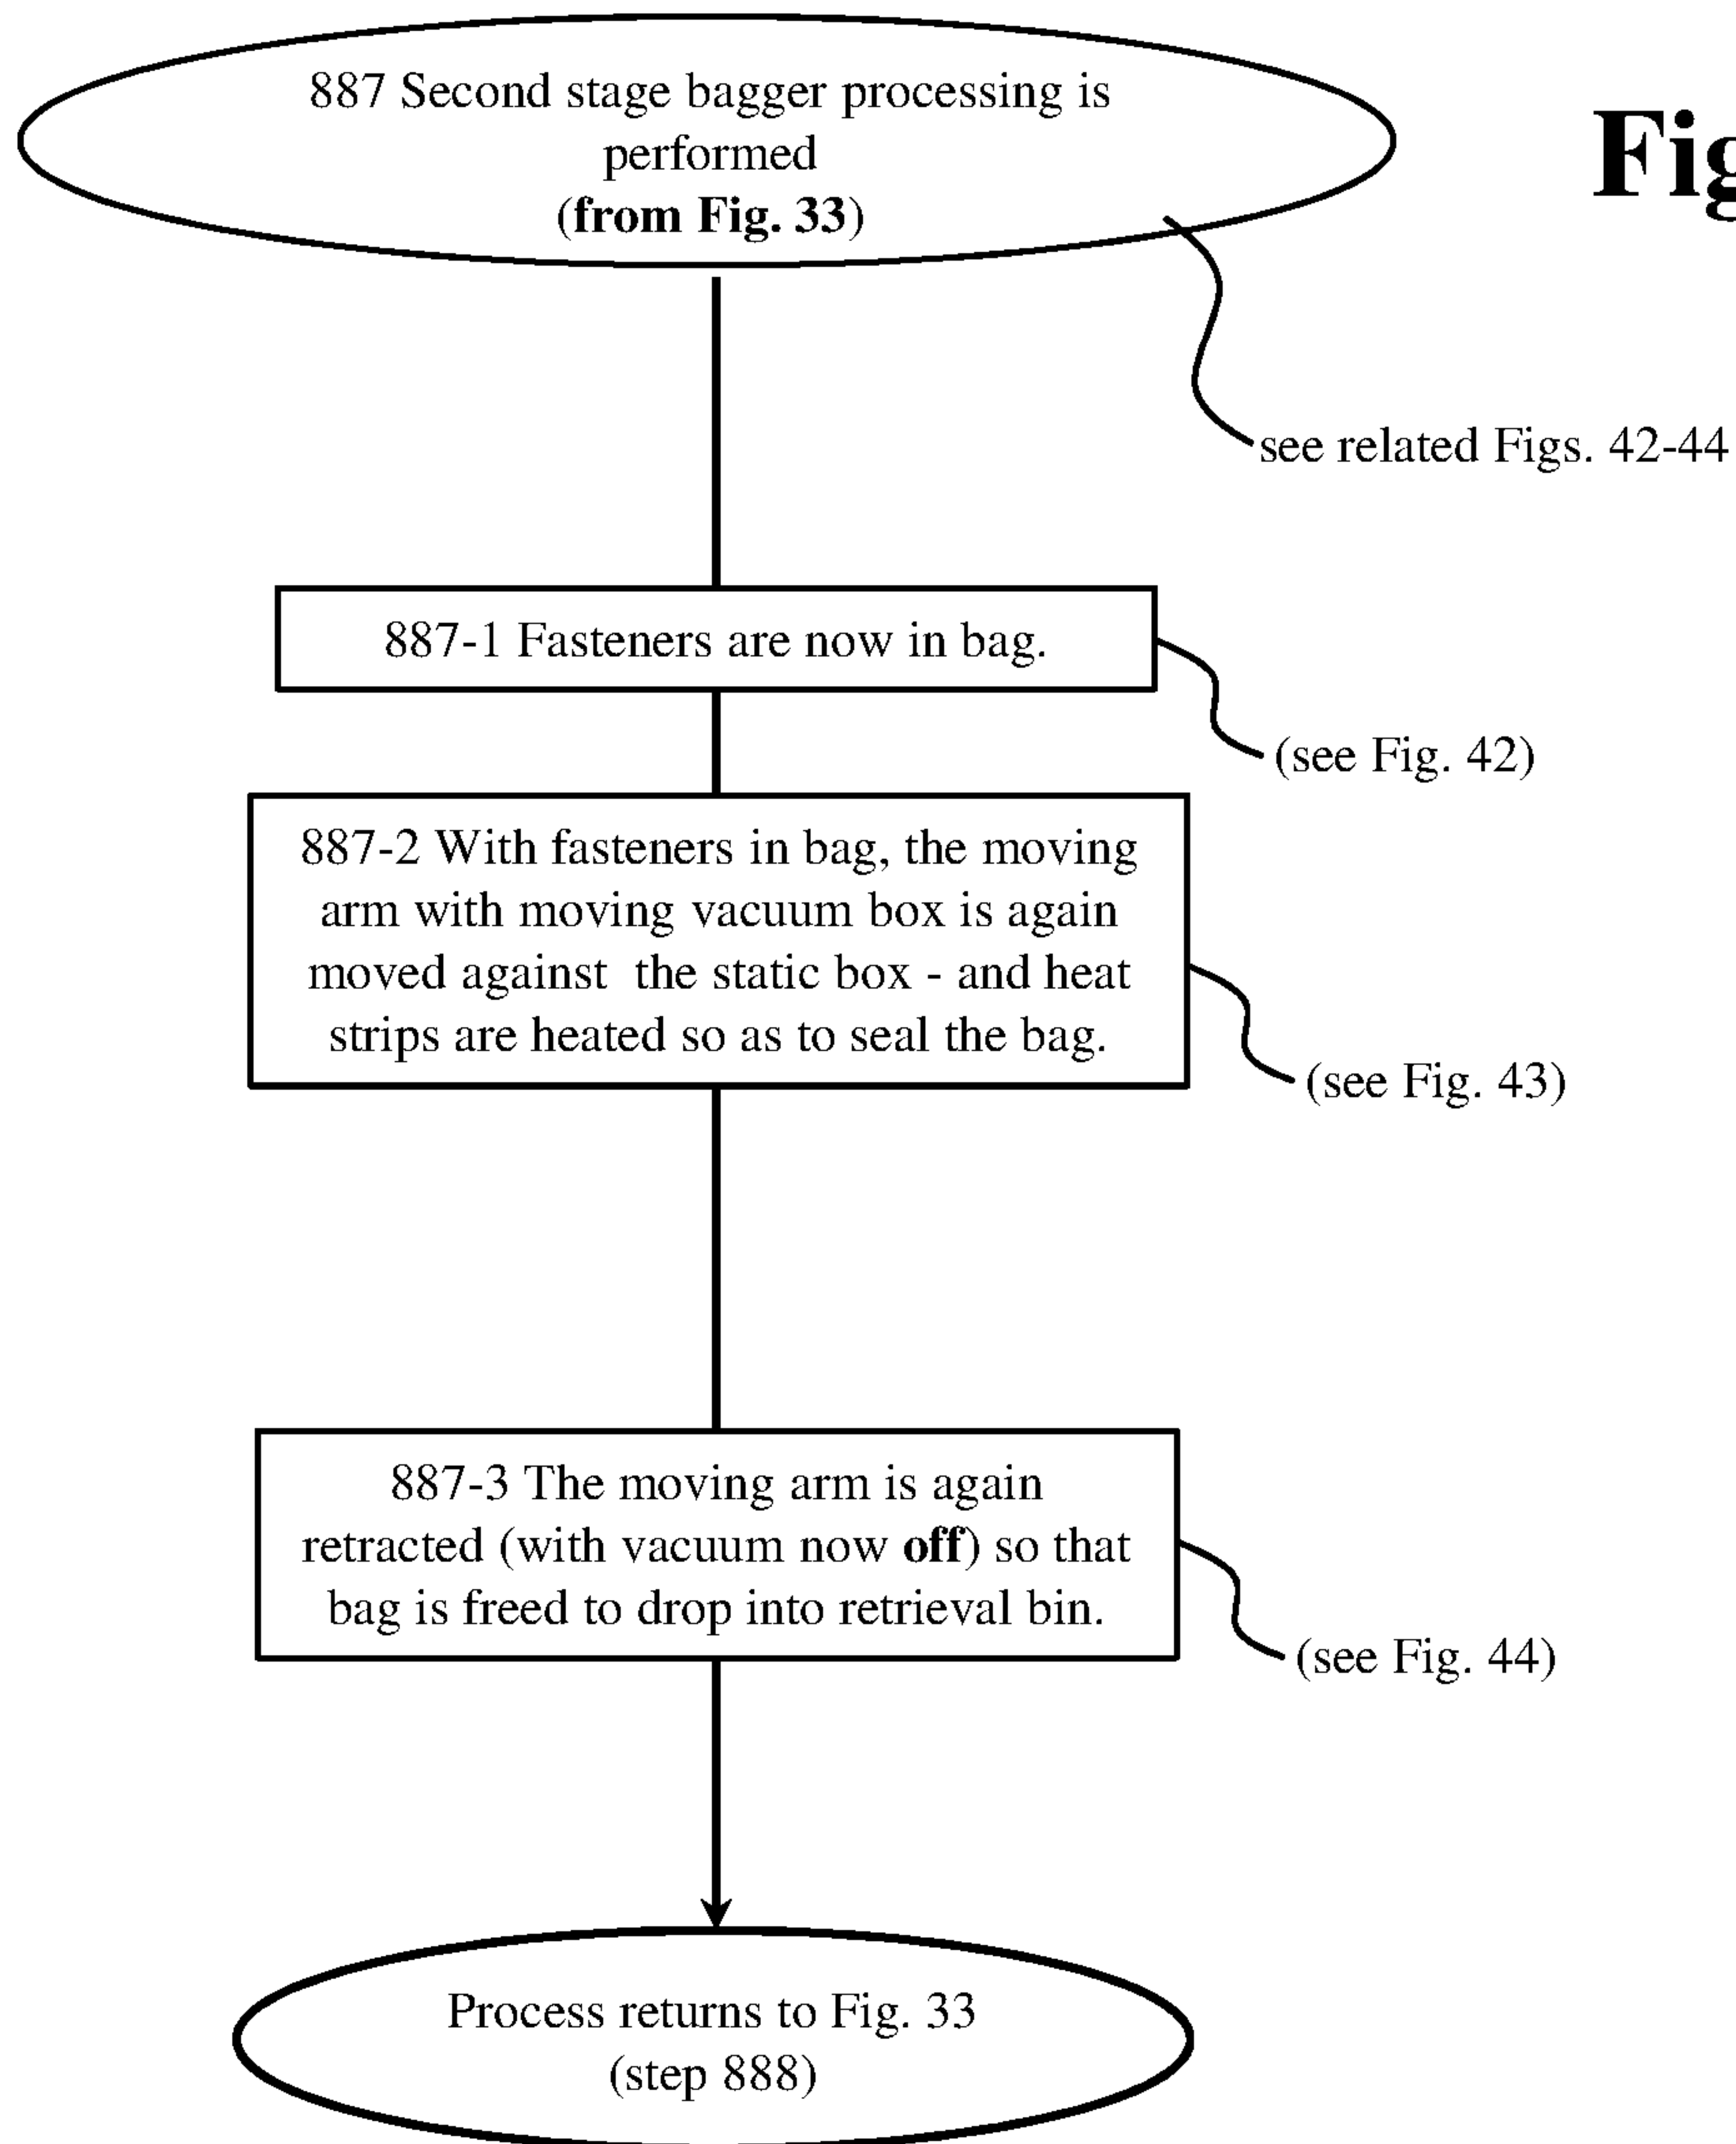 887 Second stage bagger processing is
performed
(from Fig. 33)
Fig
see related Figs. 42-44
887-1 Fasteners are now in bag.
(see Fig. 42)
887-2 With fasteners in bag, the moving
arm with moving vacuum box is again
moved against the static box - and heat
strips are heated so as to seal the bag.
(see Fig. 43)
887-3 The moving arm is again
retracted (with vacuum now off) so that
bag is freed to drop into retrieval bin.
(see Fig. 44)
Process returns to Fig. 33
(step 888)